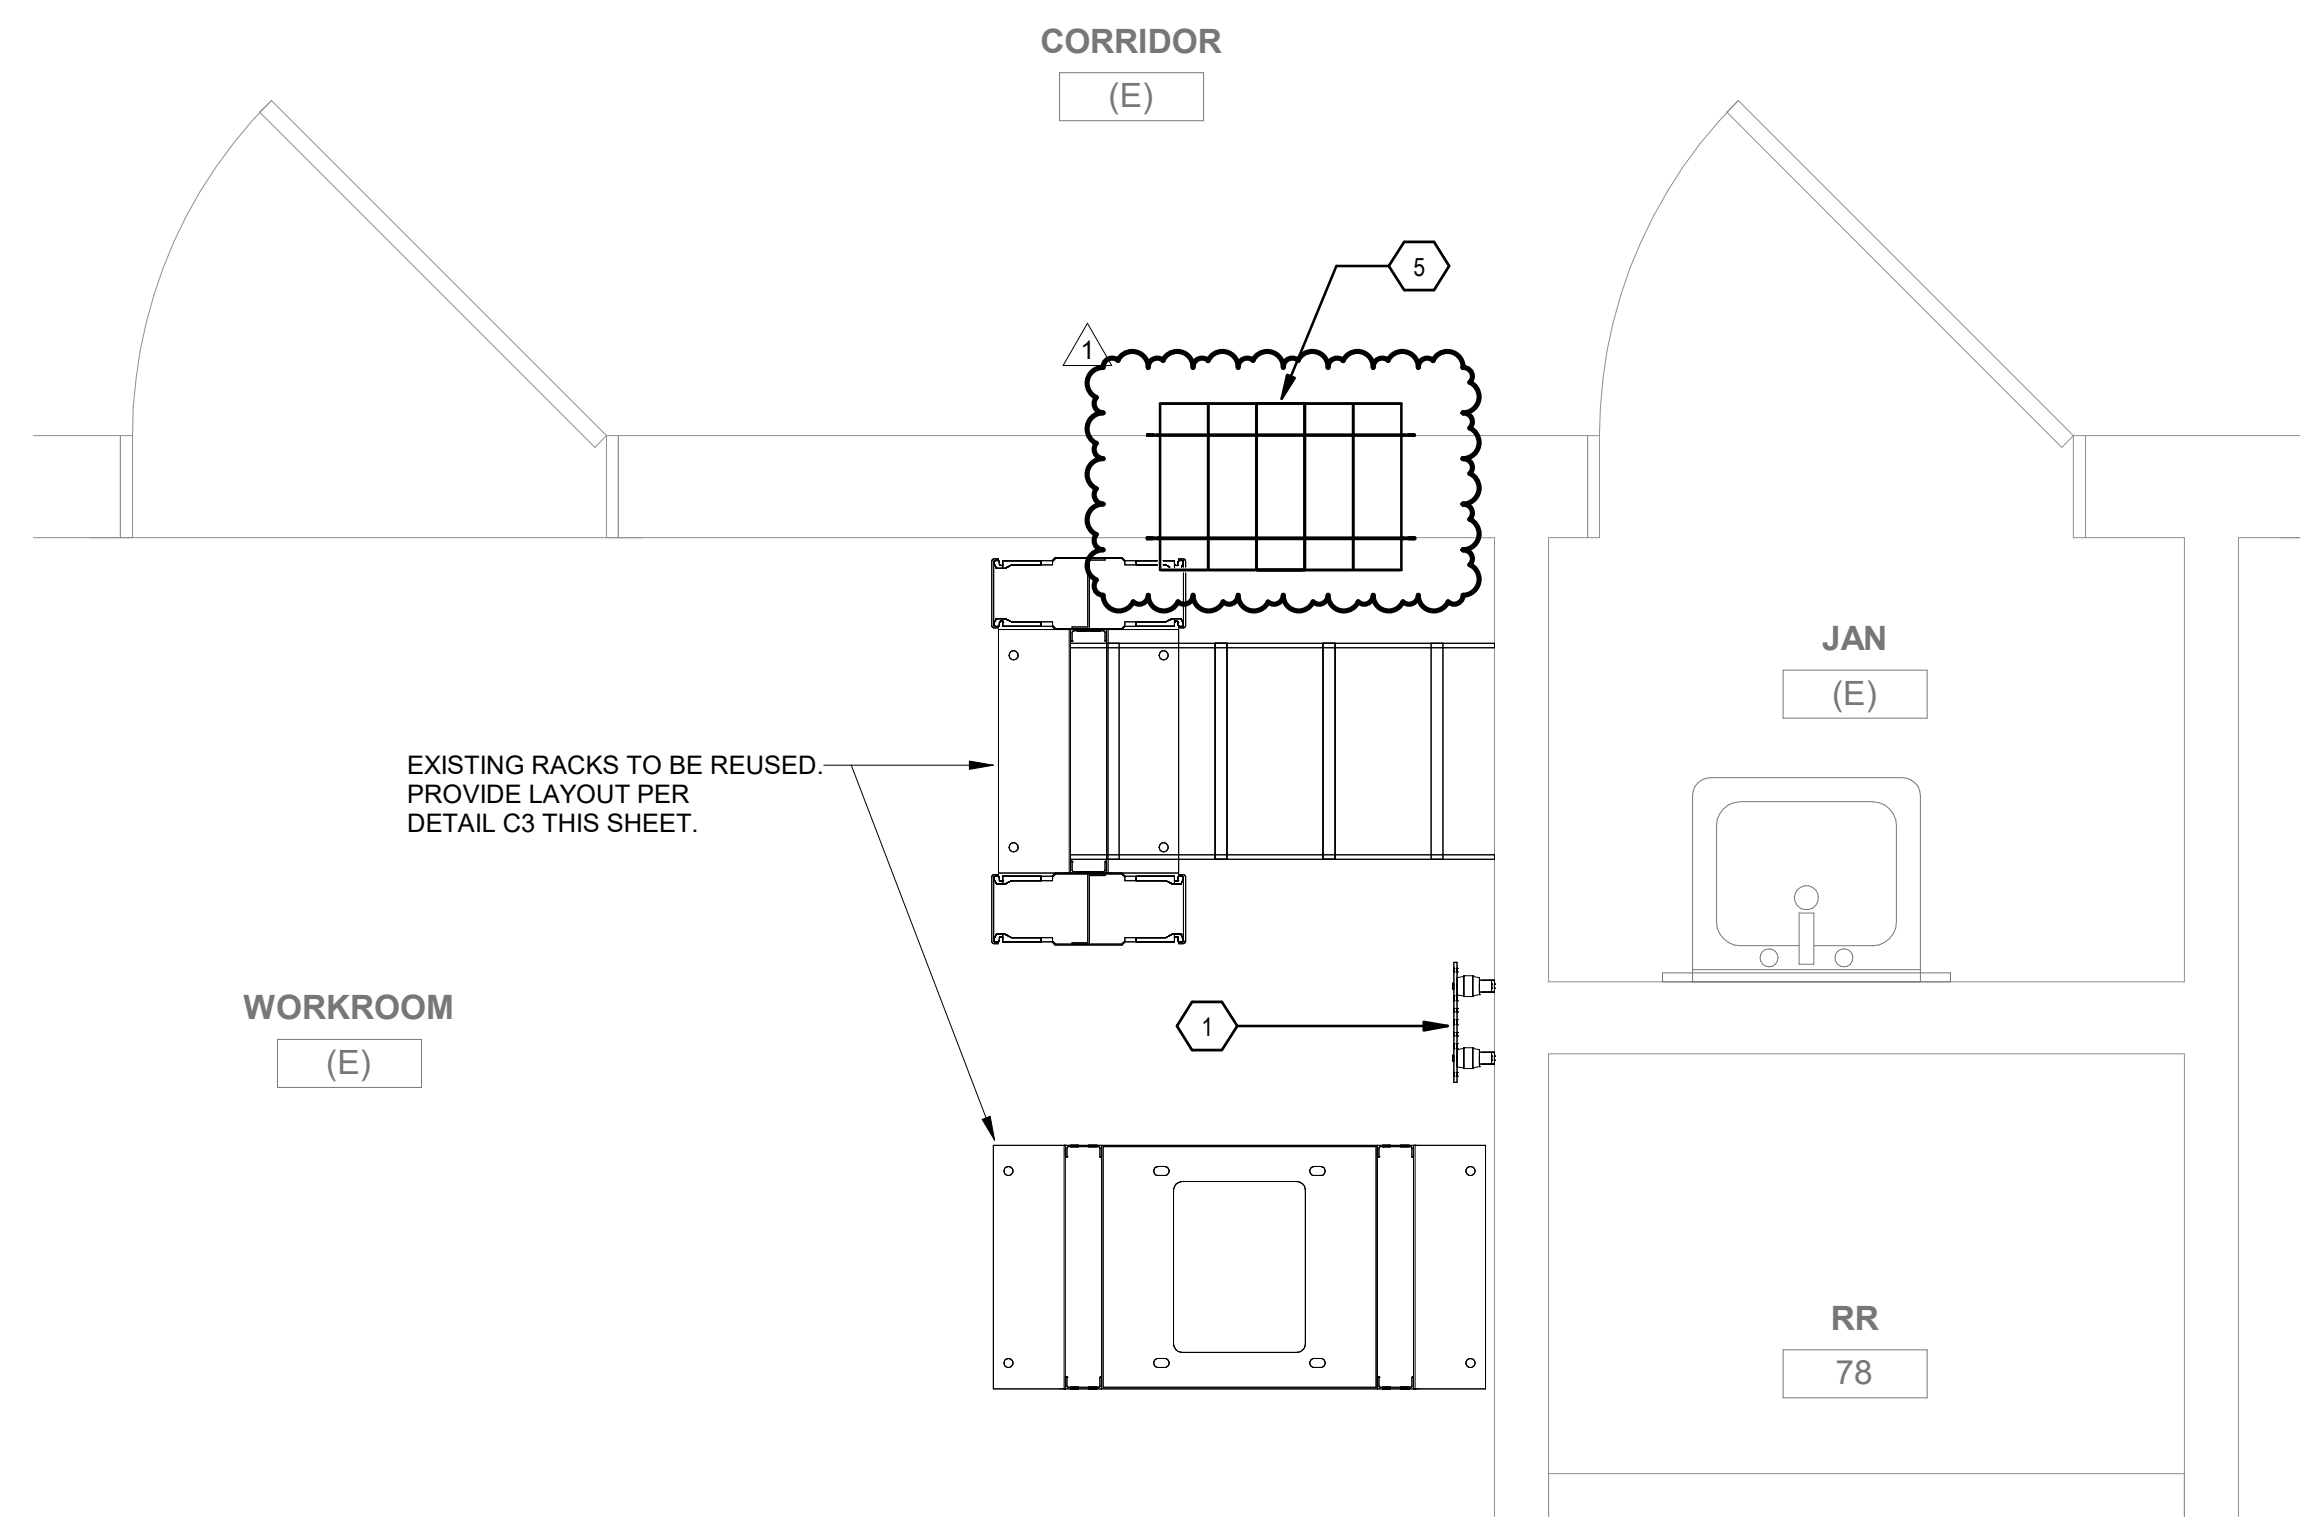 CORRIDOR
(E)
5
1
JAN
(E)
EXISTING RACKS TO BE REUSED.
PROVIDE LAYOUT PER
DETAIL C3 THIS SHEET.
WORKROOM
(E)
1
RR
78